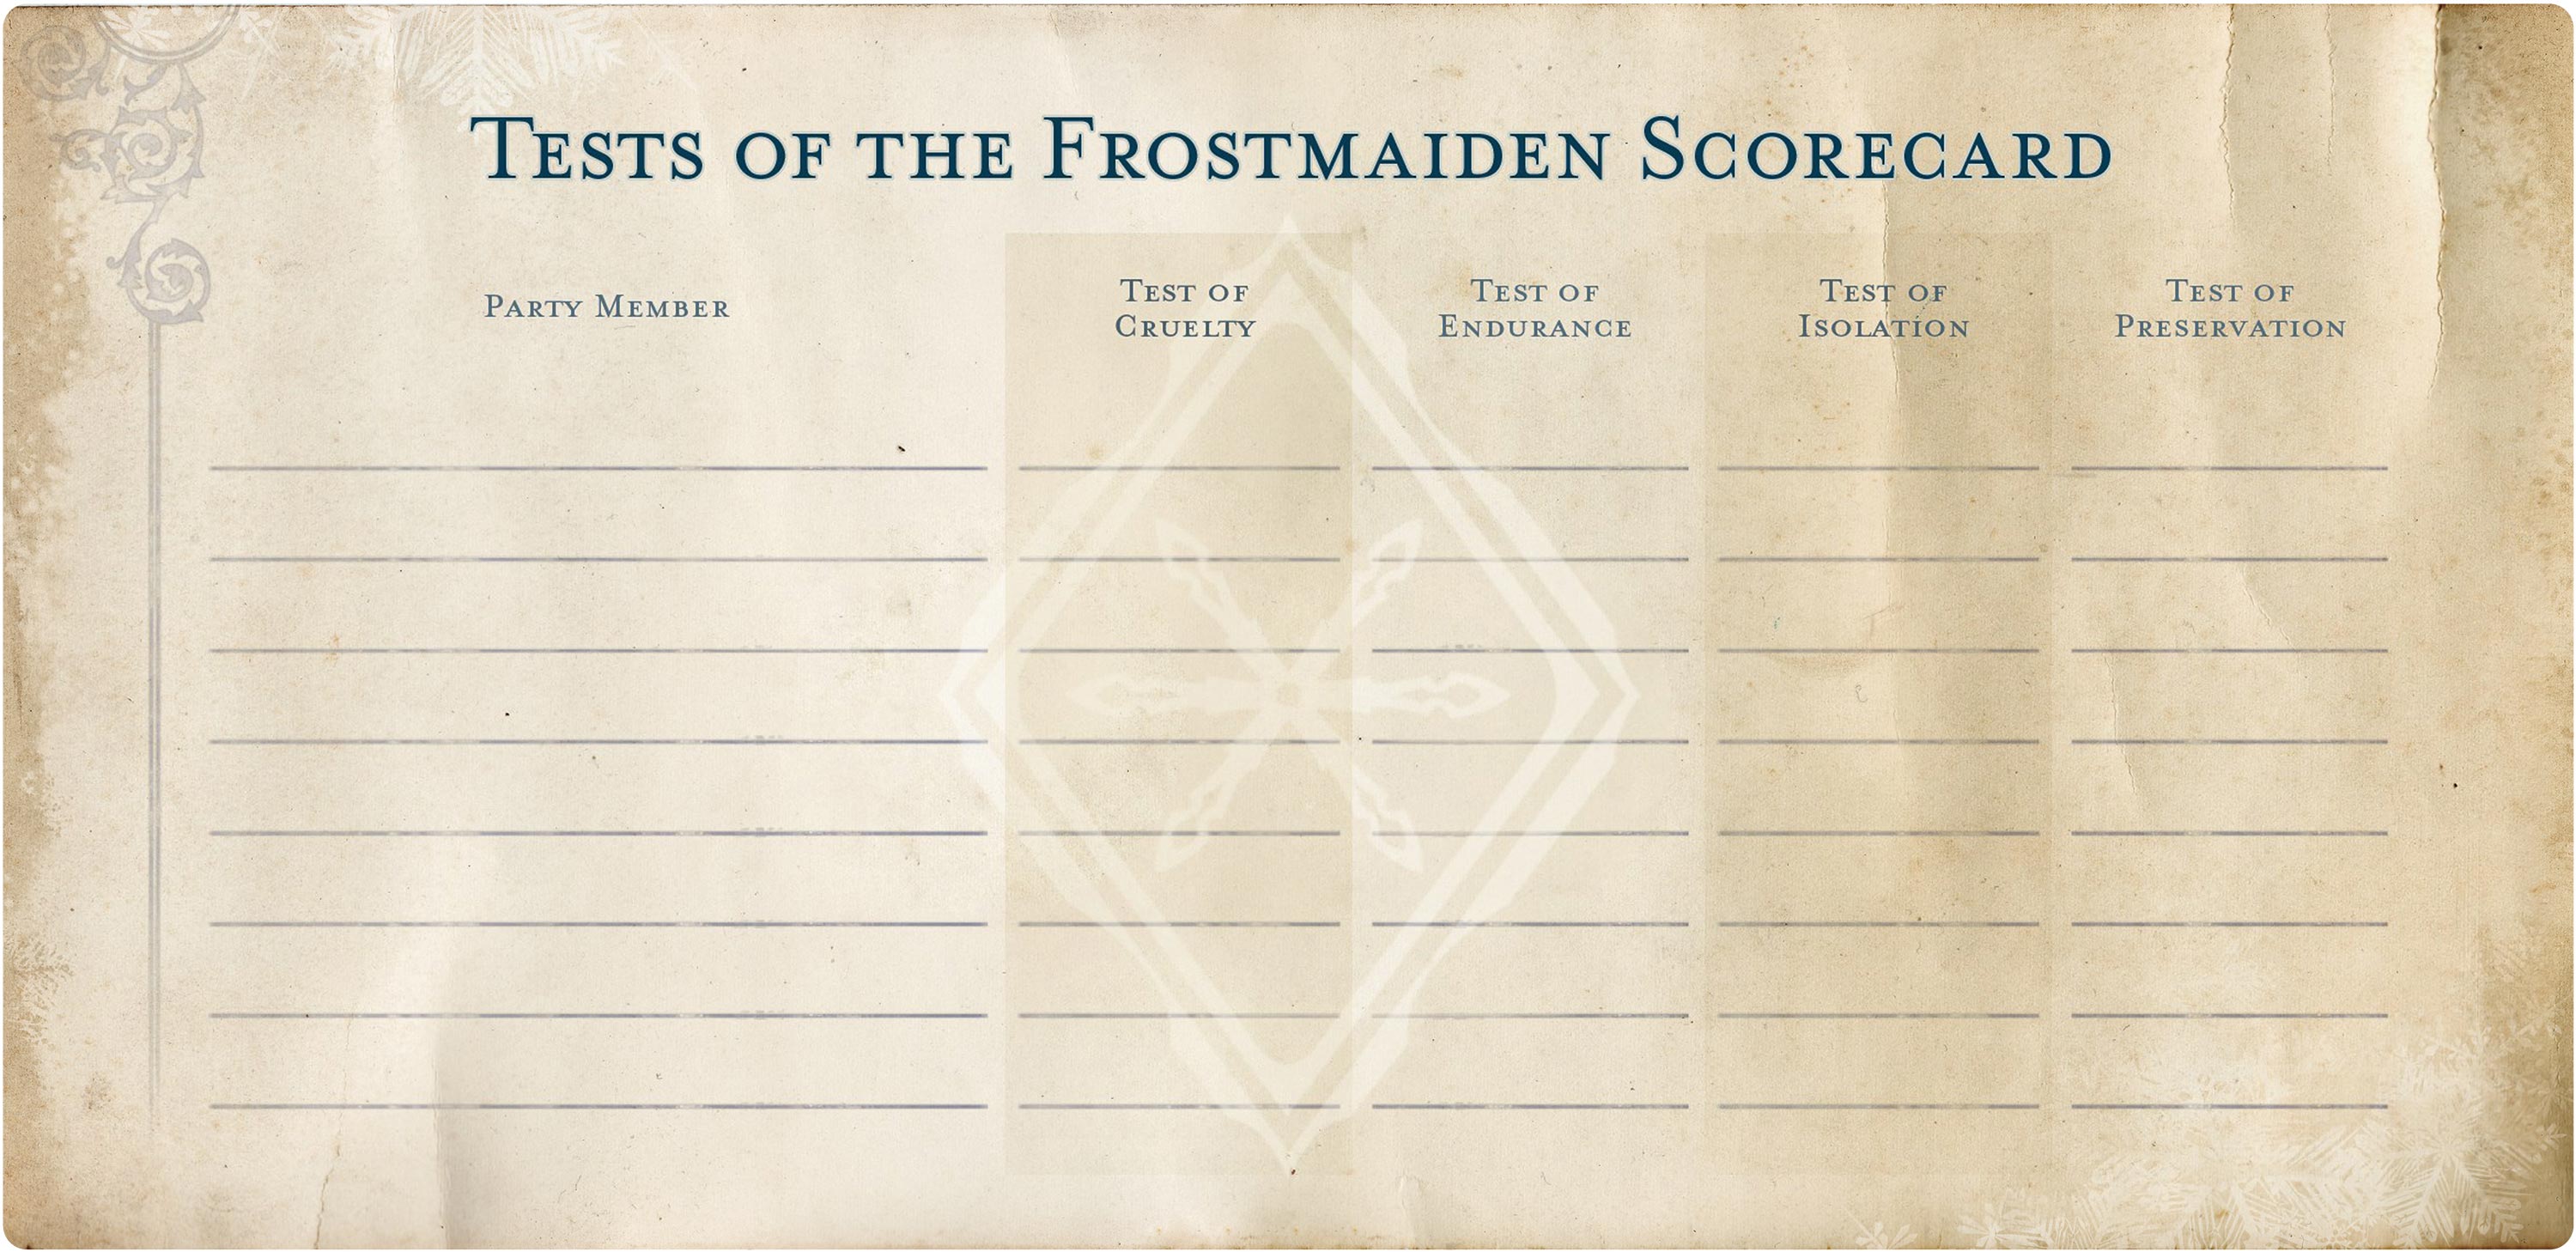 Tests of the Frostmaiden Scorecard
Party Member
Test of
Cruelty
Test of
Endurance
Test of
Isolation
Test of
Preservation